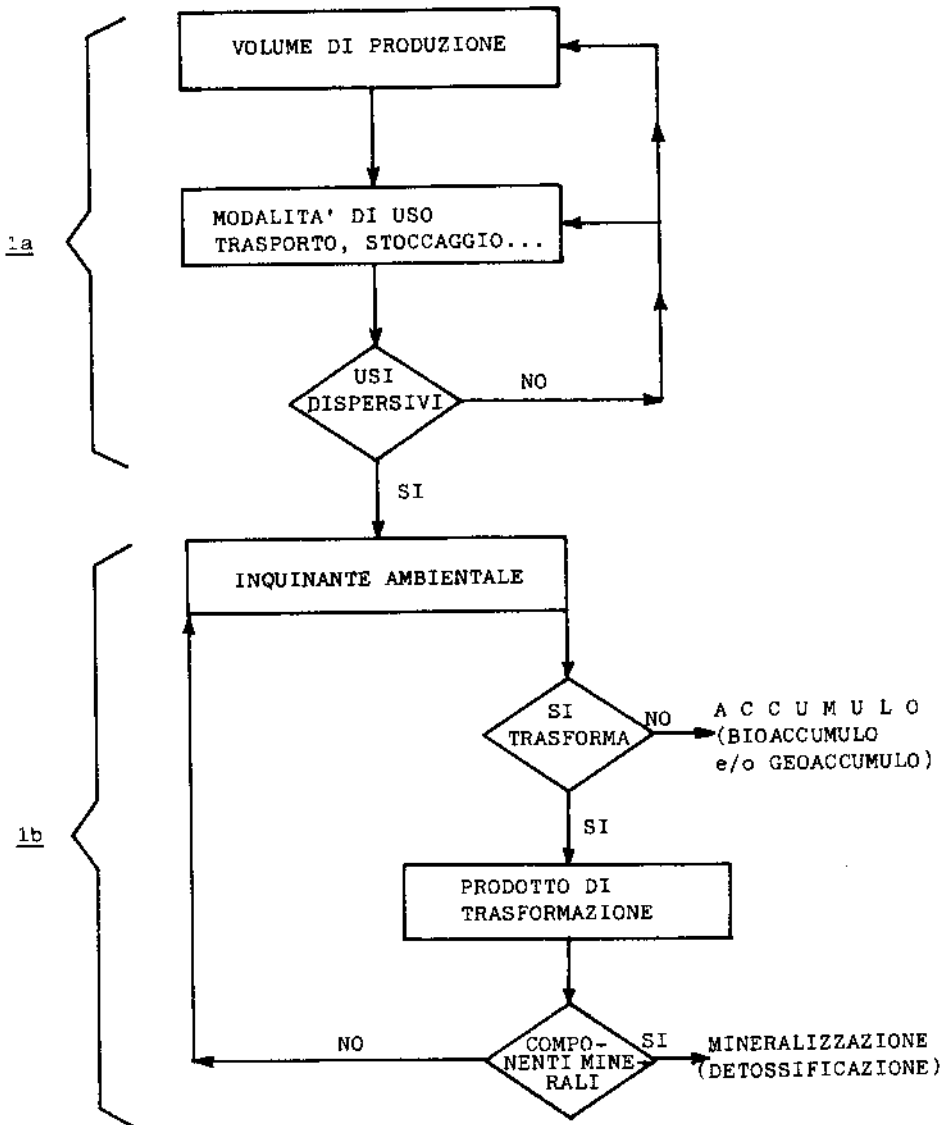 VOLUME DI PRODUZIONE
1a
MODALITA' DI USO
TRASPORTO, STOCCAGGIO...
USI
DISPERSIVI
NO
SI
INQUINANTE AMBIENTALE
SI
TRASFORMA
NO
A C C U M U L O
(BIOACCUMULO
e/o GEOACCUMULO)
1b
SI
PRODOTTO DI
TRASFORMAZIONE
NO
COMPO-
NENTI MINE-
RALI
SI
MINERALIZZAZIONE
(DETOSSIFICAZIONE)